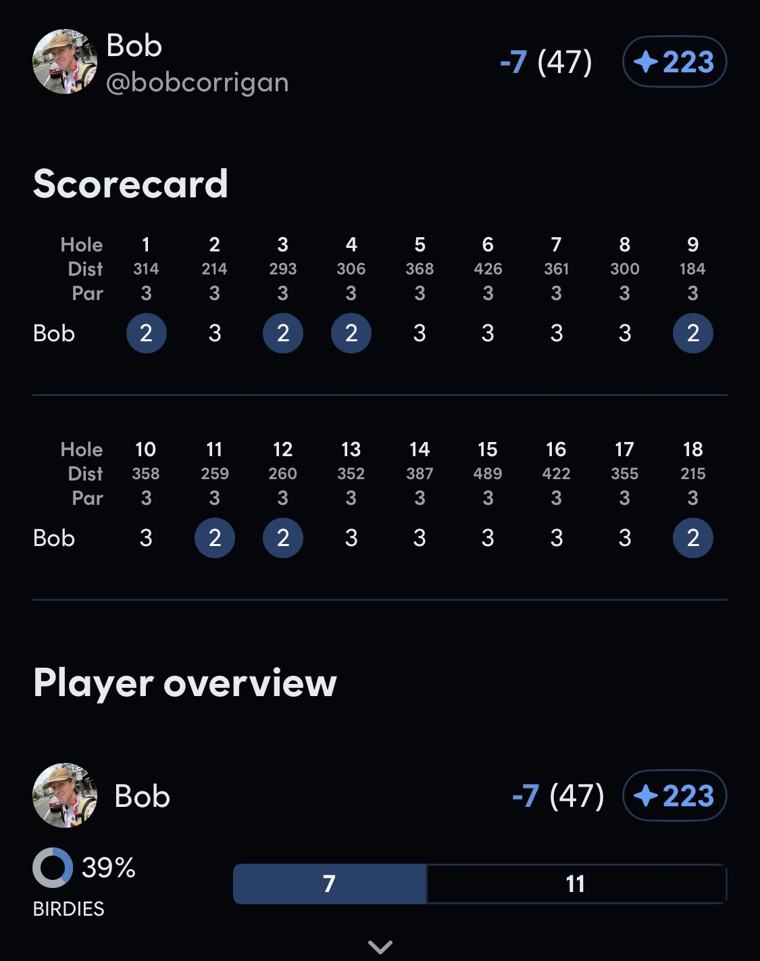 Bob
@bobcorrigan
-7 (47) 223
Scorecard
Hole 1 2 3 4 5 6 7 8 9
Dist 314 214 293 306 368 426 361 300 184
Par 3 3 3 3 3 3 3 3 3
Bob 2 3 2 2 3 3 3 3 2
Hole 10 11 12 13 14 15 16 17 18
Dist 358 259 260 352 387 489 422 355 215
Par 3 3 3 3 3 3 3 3 3
Bob 3 2 2 3 3 3 3 3 2
Player overview
Bob -7 (47) 223
39% 7 11
BIRDIES